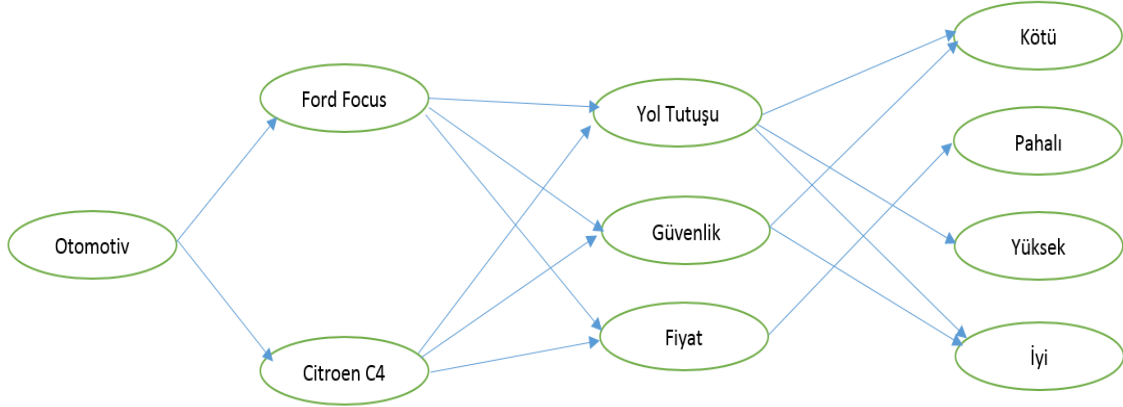 Otomotiv
Ford Focus
Citroen C4
Yol Tutuşu
Güvenlik
Fiyat
Kötü
Pahalı
Yüksek
İyi